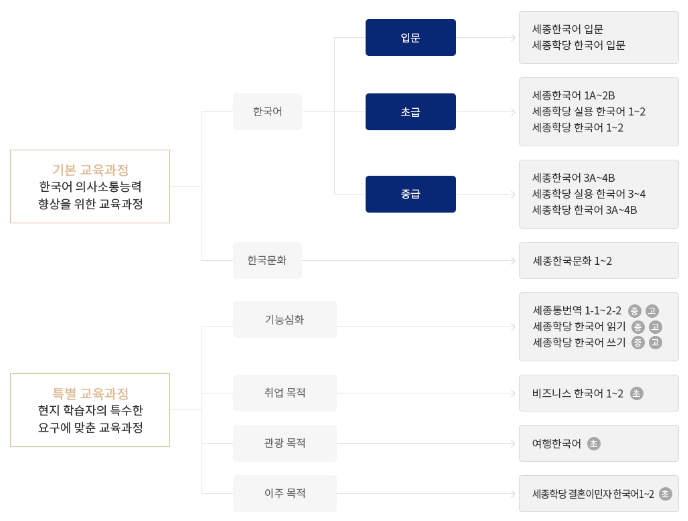 기본 교육과정
한국어 의사소통능력
향상을 위한 교육과정
한국어
입문
세종한국어 입문
세종학당 한국어 입문
초급
세종한국어 1A~2B
세종학당 실용 한국어 1~2
세종학당 한국어 1~2
중급
세종한국어 3A~4B
세종학당 실용 한국어 3~4
세종학당 한국어 3A~4B
한국문화
세종한국문화 1~2
특별 교육과정
현지 학습자의 특수한
요구에 맞춘 교육과정
기능심화
세종통번역 1-1~2-2 중 고
세종학당 한국어 읽기 중 고
세종학당 한국어 쓰기 중 고
취업 목적
비즈니스 한국어 1~2 초
관광 목적
여행한국어 초
이주 목적
세종학당 결혼이민자 한국어1~2 초